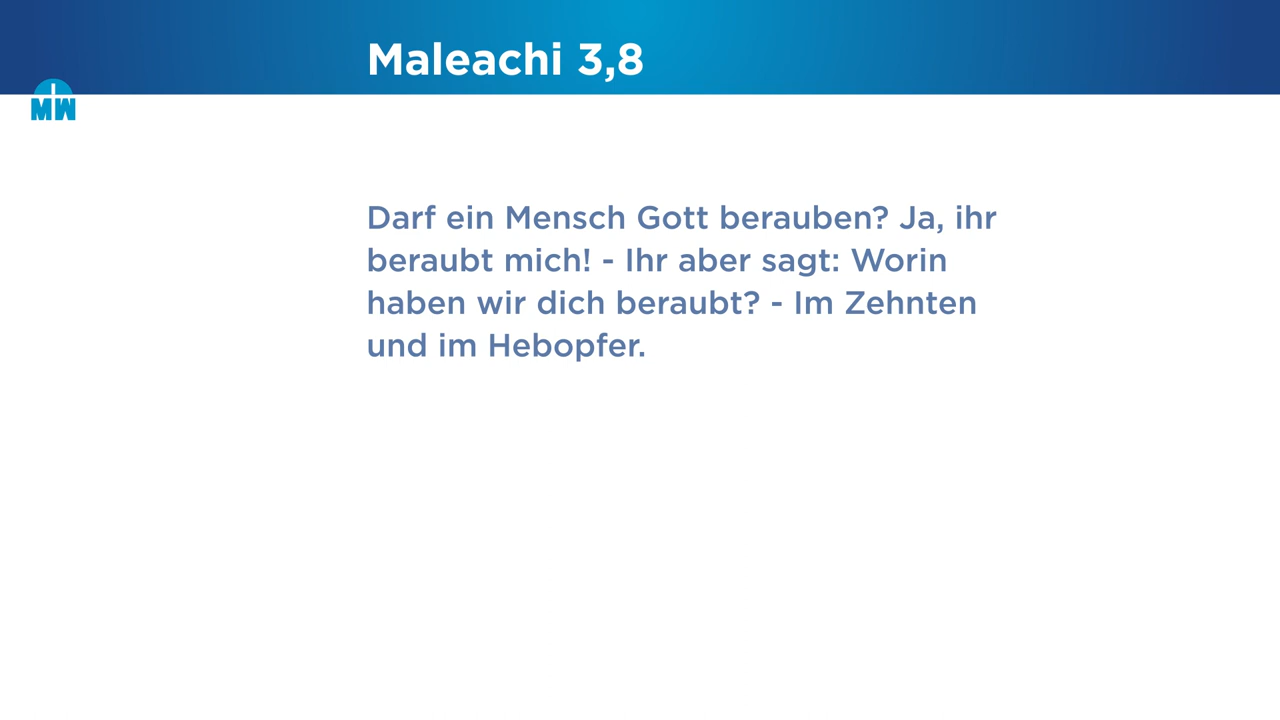 Maleachi 3,8
MW
Darf ein Mensch Gott berauben? Ja, ihr
beraubt mich! - Ihr aber sagt: Worin
haben wir dich beraubt? - Im Zehnten
und im Hebopfer.